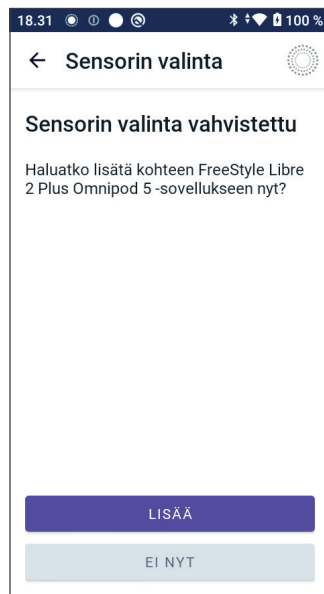 18.31 100 %
Sensorin valinta
Sensorin valinta vahvistettu
Haluatko lisätä kohteen FreeStyle Libre
2 Plus Omnipod 5 -sovellukseen nyt?
LISÄÄ
EI NYT